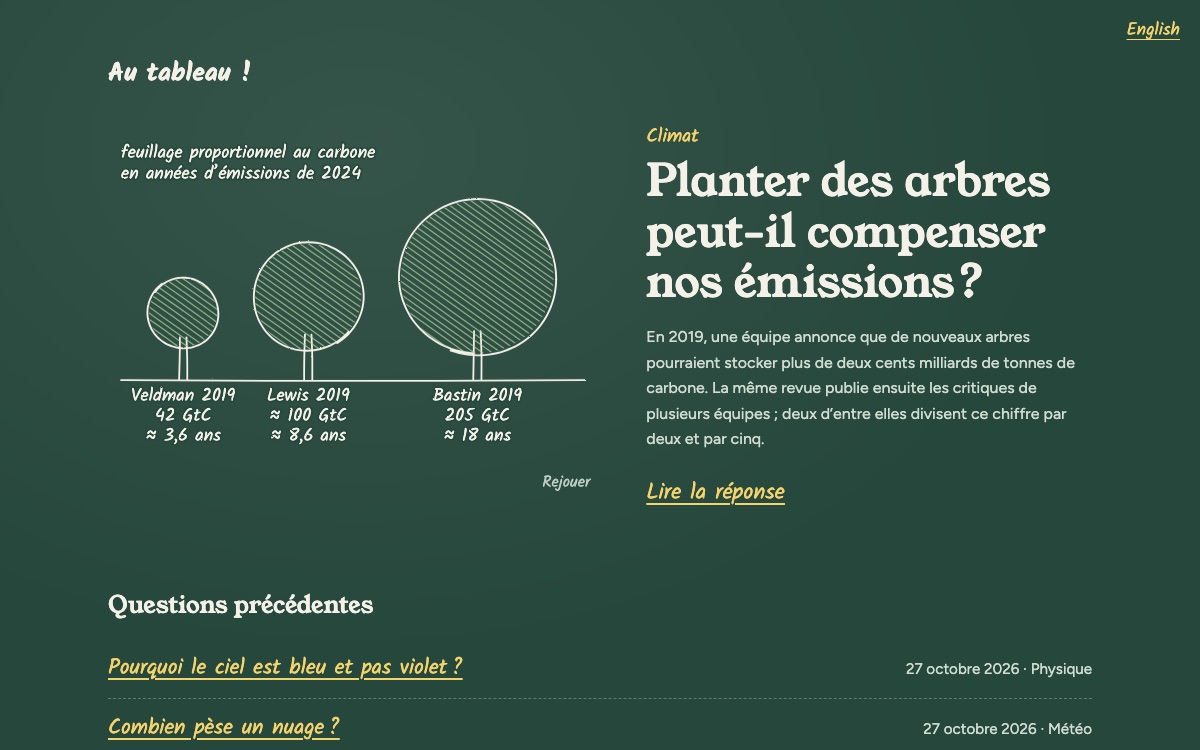 English
Au tableau !
feuillage proportionnel au carbone
en années d'émissions de 2024
Veldman 2019
42 GtC
≈ 3,6 ans
Lewis 2019
≈ 100 GtC
≈ 8,6 ans
Bastin 2019
205 GtC
≈ 18 ans
Rejouer
Climat
Planter des arbres
peut-il compenser
nos émissions ?
En 2019, une équipe annonce que de nouveaux arbres
pourraient stocker plus de deux cents milliards de tonnes de
carbone. La même revue publie ensuite les critiques de
plusieurs équipes ; deux d'entre elles divisent ce chiffre par
deux et par cinq.
Lire la réponse
Questions précédentes
Pourquoi le ciel est bleu et pas violet ?
27 octobre 2026 · Physique
Combien pèse un nuage ?
27 octobre 2026 · Météo